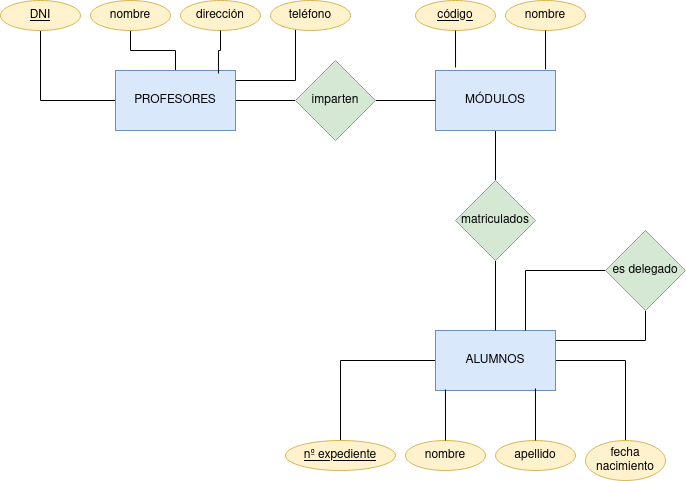 DNI
nombre
dirección
teléfono
código
nombre
PROFESORES
imparten
MÓDULOS
matriculados
es delegado
ALUMNOS
nº expediente
nombre
apellido
fecha
nacimiento